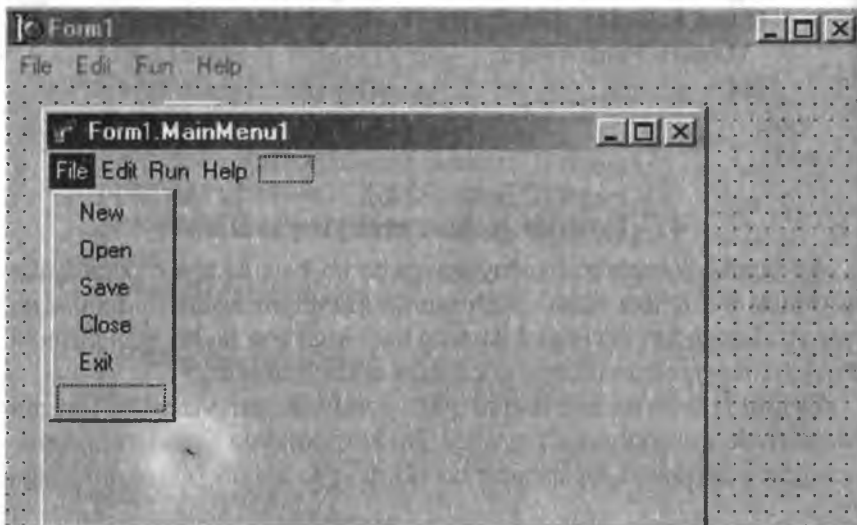 Form1
File Edit Run Help
Form1.MainMenu1
File Edit Run Help
New
Open
Save
Close
Exit